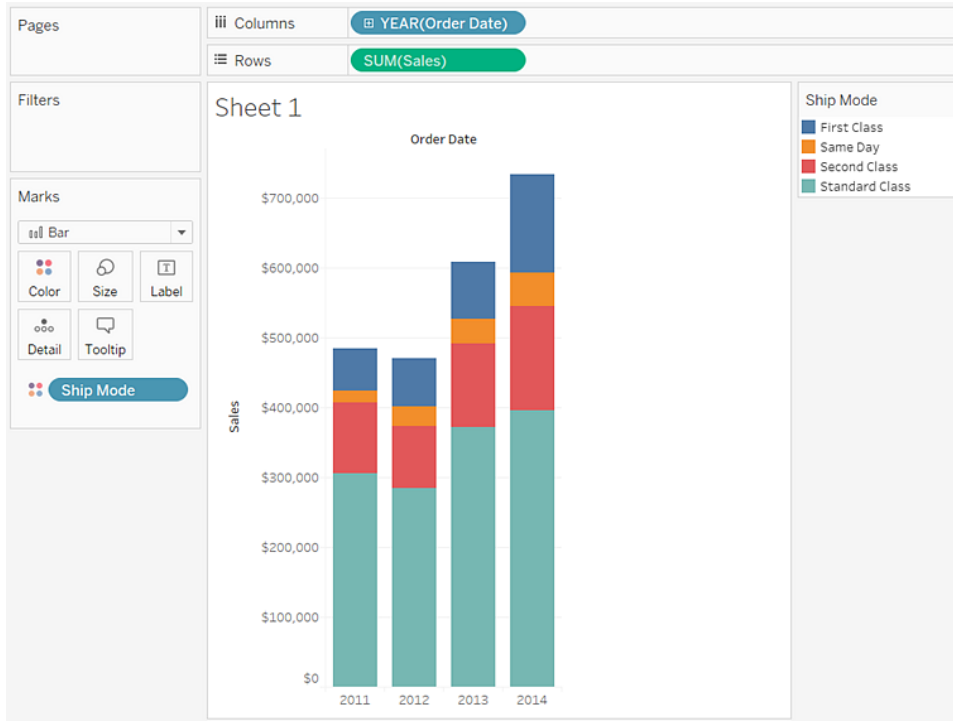 Pages
Columns
YEAR(Order Date)
Rows
SUM(Sales)
Filters
Marks
Bar
Color
Size
Label
Detail
Tooltip
Ship Mode
Sheet 1
Order Date
Sales
$700,000
$600,000
$500,000
$400,000
$300,000
$200,000
$100,000
$0
2011 2012 2013 2014
Ship Mode
First Class
Same Day
Second Class
Standard Class